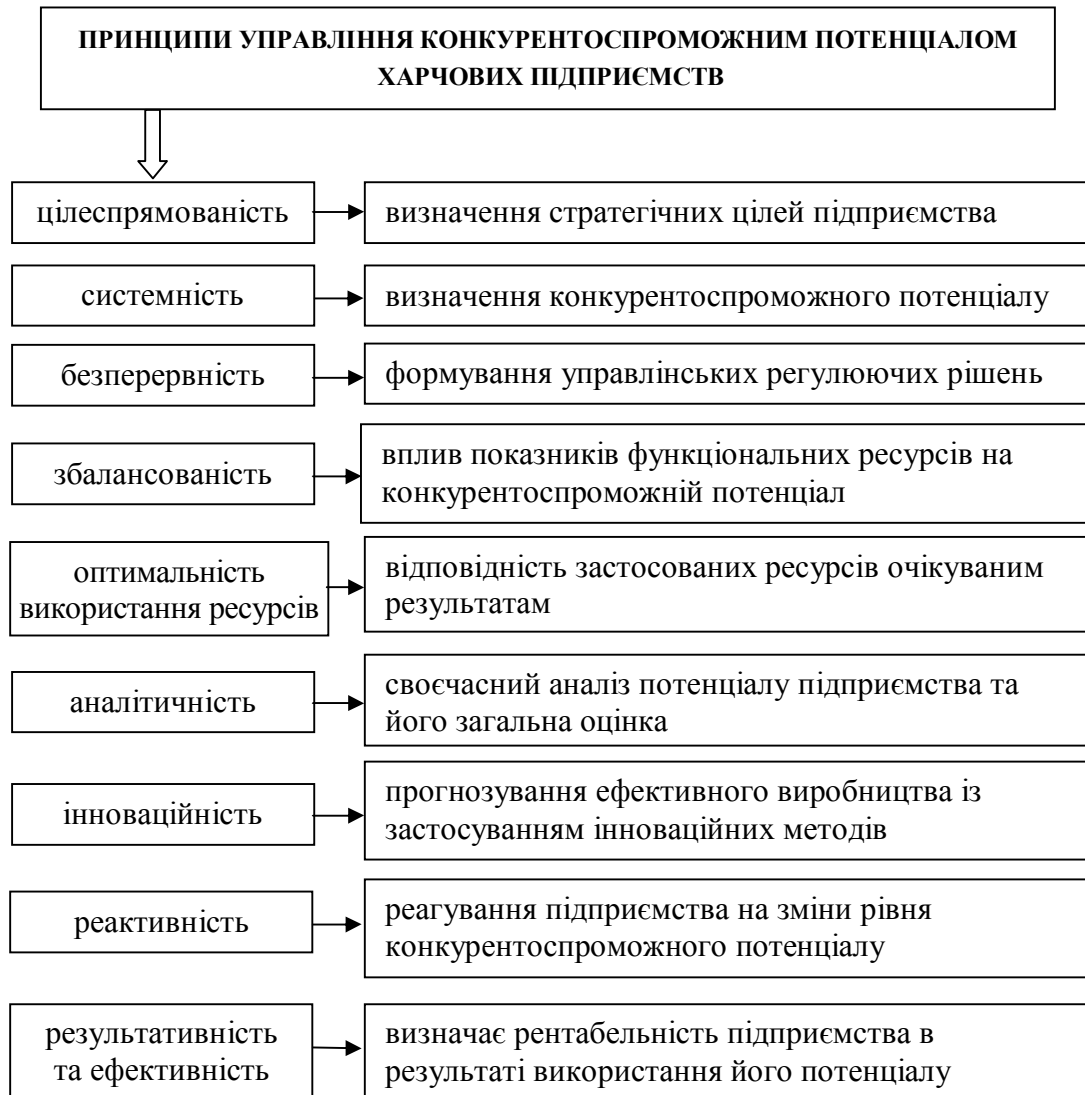 ПРИНЦИПИ УПРАВЛІННЯ КОНКУРЕНТОСПРОМОЖНИМ ПОТЕНЦІАЛОМ
ХАРЧОВИХ ПІДПРИЄМСТВ
цілеспрямованість
визначення стратегічних цілей підприємства
системність
визначення конкурентоспроможного потенціалу
безперервність
формування управлінських регулюючих рішень
збалансованість
вплив показників функціональних ресурсів на
конкурентоспроможній потенціал
оптимальність
використання ресурсів
відповідність застосованих ресурсів очікуваним
результатам
аналітичність
своєчасний аналіз потенціалу підприємства та
його загальна оцінка
інноваційність
прогнозування ефективного виробництва із
застосуванням інноваційних методів
реактивність
реагування підприємства на зміни рівня
конкурентоспроможного потенціалу
результативність
та ефективність
визначає рентабельність підприємства в
результаті використання його потенціалу